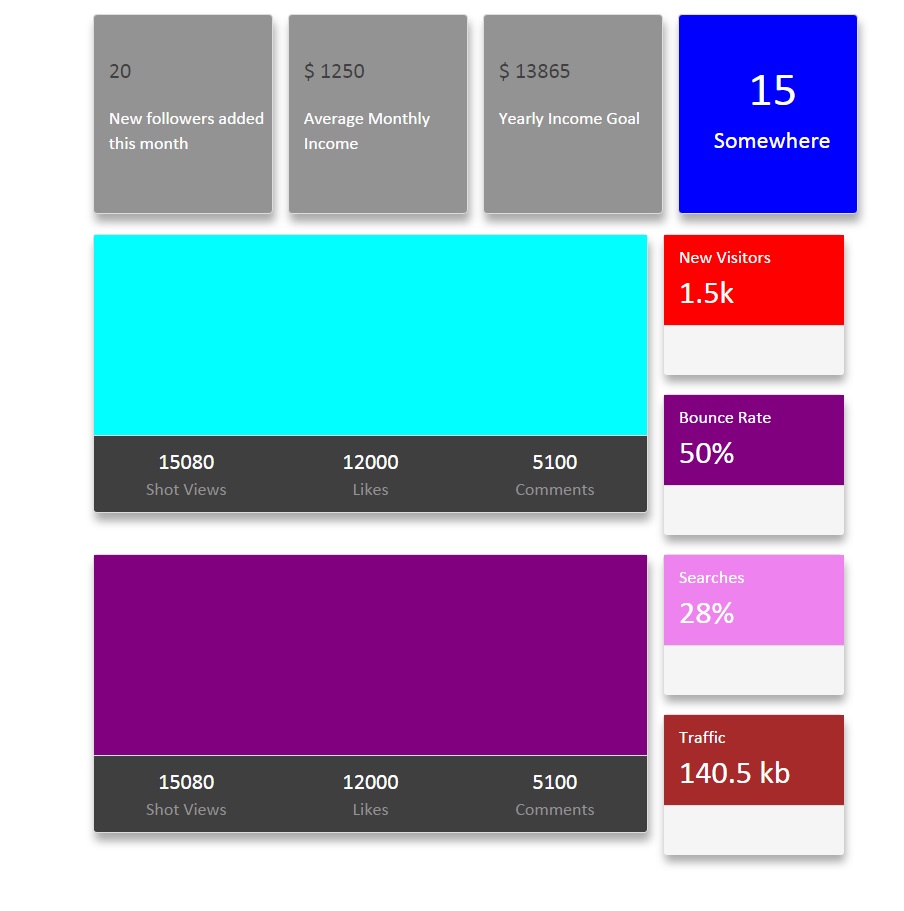 20
New followers added
this month
$ 1250
Average Monthly
Income
$ 13865
Yearly Income Goal
15
Somewhere
15080
Shot Views
12000
Likes
5100
Comments
New Visitors
1.5k
Bounce Rate
50%
15080
Shot Views
12000
Likes
5100
Comments
Searches
28%
Traffic
140.5 kb